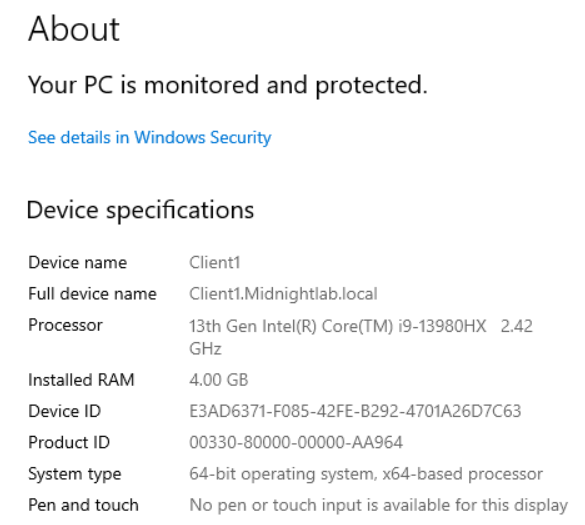 About
Your PC is monitored and protected.
See details in Windows Security
Device specifications
Device name Client1
Full device name Client1.Midnightlab.local
Processor 13th Gen Intel(R) Core(TM) i9-13980HX 2.42
GHz
Installed RAM 4.00 GB
Device ID E3AD6371-F085-42FE-B292-4701A26D7C63
Product ID 00330-80000-00000-AA964
System type 64-bit operating system, x64-based processor
Pen and touch No pen or touch input is available for this display